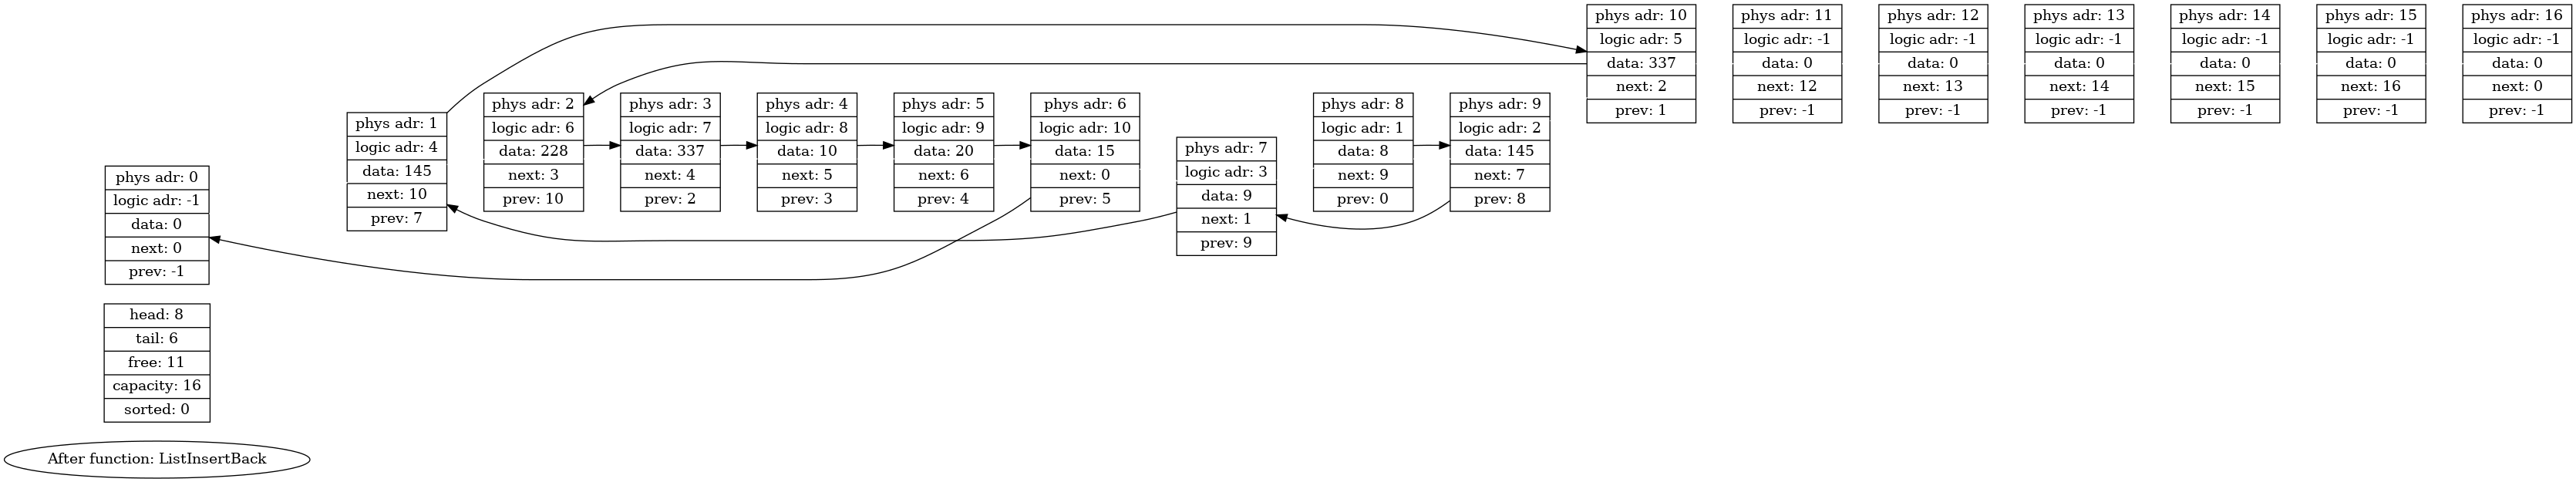 phys adr: 0
logic adr: -1
data: 0
next: 0
prev: -1
head: 8
tail: 6
free: 11
capacity: 16
sorted: 0
After function: ListInsertBack
phys adr: 1
logic adr: 4
data: 145
next: 10
prev: 7
phys adr: 2
logic adr: 6
data: 228
next: 3
prev: 10
phys adr: 3
logic adr: 7
data: 337
next: 4
prev: 2
phys adr: 4
logic adr: 8
data: 10
next: 5
prev: 3
phys adr: 5
logic adr: 9
data: 20
next: 6
prev: 4
phys adr: 6
logic adr: 10
data: 15
next: 0
prev: 5
phys adr: 7
logic adr: 3
data: 9
next: 1
prev: 9
phys adr: 8
logic adr: 1
data: 8
next: 9
prev: 0
phys adr: 9
logic adr: 2
data: 145
next: 7
prev: 8
phys adr: 10
logic adr: 5
data: 337
next: 2
prev: 1
phys adr: 11
logic adr: -1
data: 0
next: 12
prev: -1
phys adr: 12
logic adr: -1
data: 0
next: 13
prev: -1
phys adr: 13
logic adr: -1
data: 0
next: 14
prev: -1
phys adr: 14
logic adr: -1
data: 0
next: 15
prev: -1
phys adr: 15
logic adr: -1
data: 0
next: 16
prev: -1
phys adr: 16
logic adr: -1
data: 0
next: 0
prev: -1